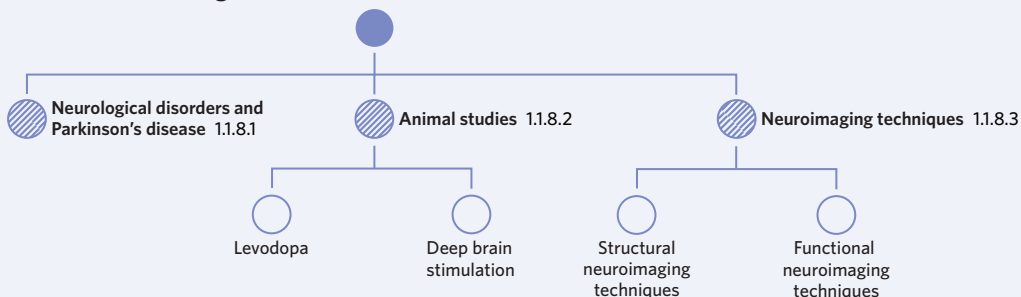 Neurological disorders and
Parkinson's disease 1.1.8.1
Animal studies 1.1.8.2
Neuroimaging techniques 1.1.8.3
Levodopa
Deep brain
stimulation
Structural
neuroimaging
techniques
Functional
neuroimaging
techniques